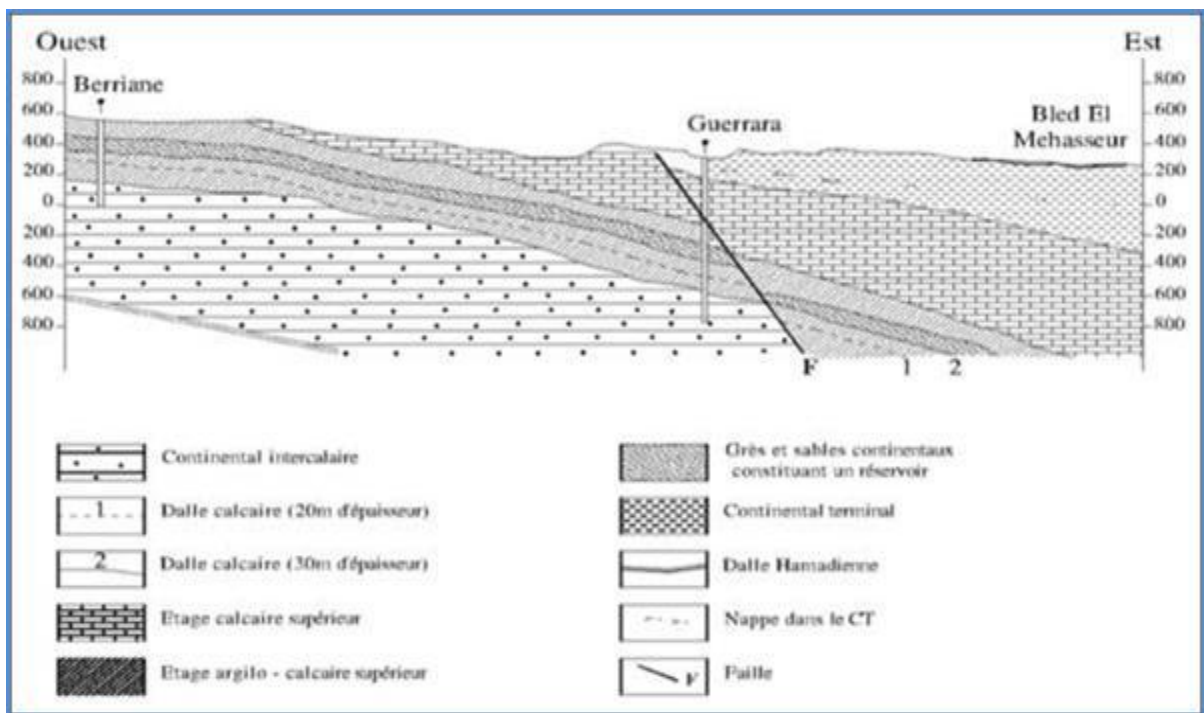 Ouest
Est
Berriane
Guerrara
Bled El
Mehasseur
800
600
400
200
0
200
400
600
800
800
600
400
200
0
200
400
600
800
F
1
2
Continental intercalaire
1
Dalle calcaire (20m d'épaisseur)
2
Dalle calcaire (30m d'épaisseur)
Etage calcaire supérieur
Etage argilo - calcaire supérieur
Grès et sables continentaux
constituant un réservoir
Continental terminal
Dalle Hamadienne
Nappe dans le CT
F
Faille